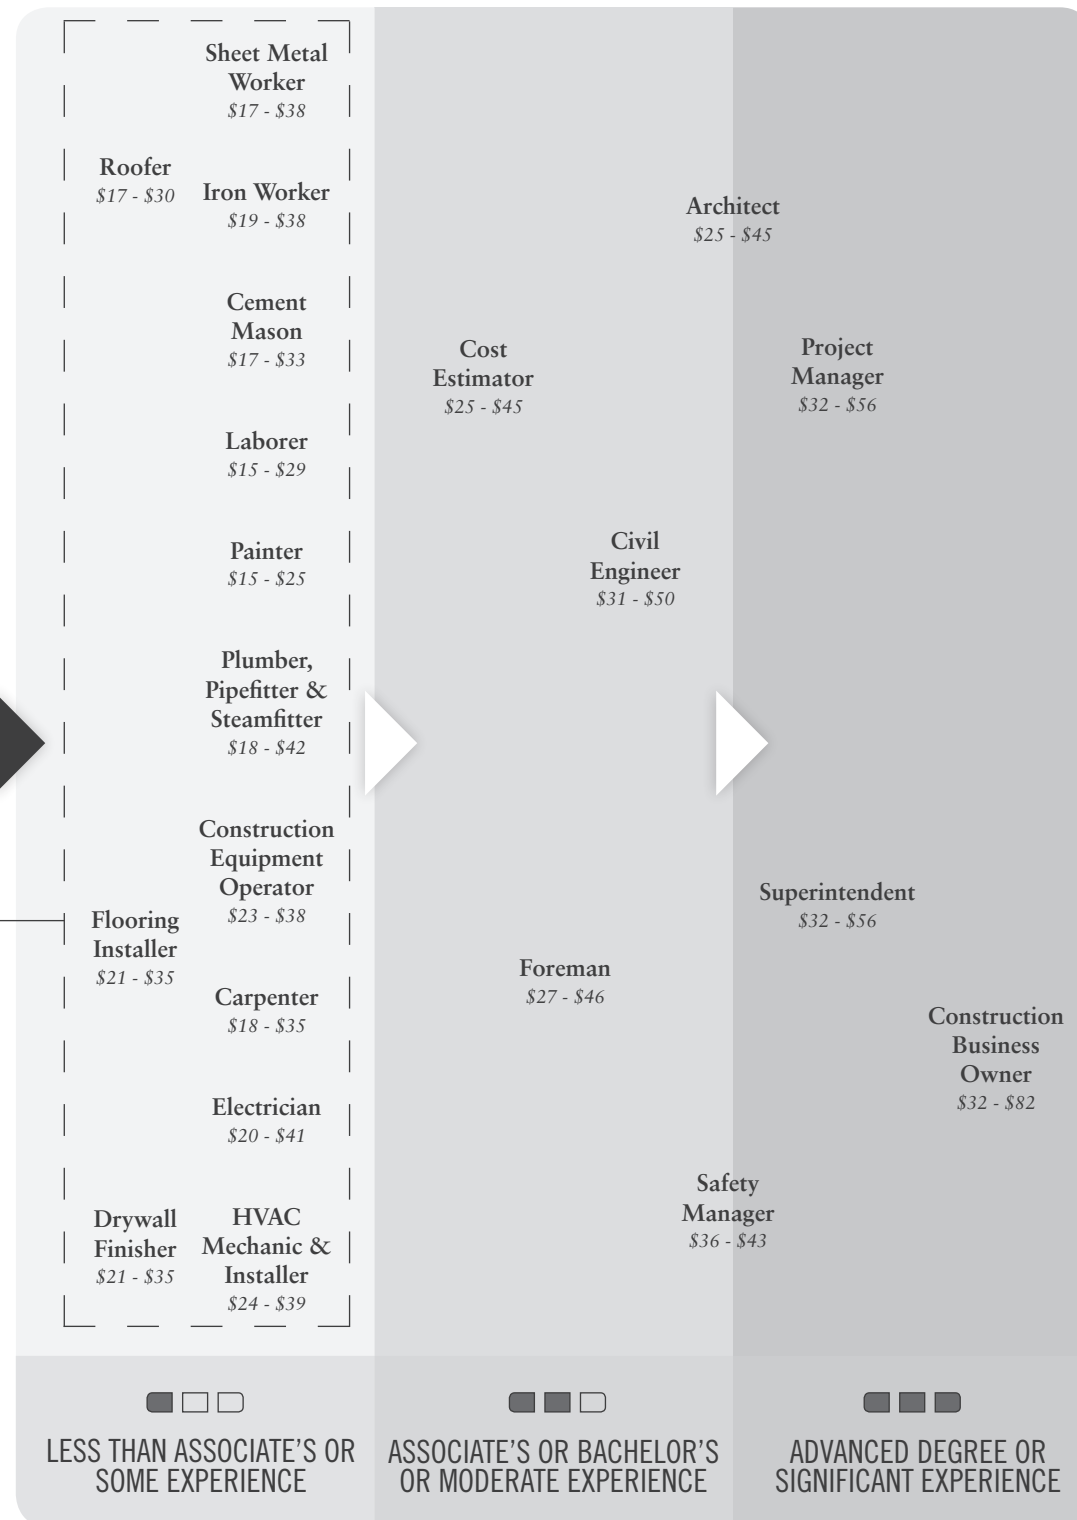 Sheet Metal
Worker
$17 - $38
Roofer
$17 - $30
Iron Worker
$19 - $38
Cement
Mason
$17 - $33
Laborer
$15 - $29
Painter
$15 - $25
Plumber,
Pipefitter &
Steamfitter
$18 - $42
Construction
Equipment
Operator
$23 - $38
Flooring
Installer
$21 - $35
Carpenter
$18 - $35
Electrician
$20 - $41
Drywall
Finisher
$21 - $35
HVAC
Mechanic &
Installer
$24 - $39
LESS THAN ASSOCIATE'S OR
SOME EXPERIENCE
Cost
Estimator
$25 - $45
Civil
Engineer
$31 - $50
Foreman
$27 - $46
ASSOCIATE'S OR BACHELOR'S
OR MODERATE EXPERIENCE
Architect
$25 - $45
Project
Manager
$32 - $56
Superintendent
$32 - $56
Construction
Business
Owner
$32 - $82
Safety
Manager
$36 - $43
ADVANCED DEGREE OR
SIGNIFICANT EXPERIENCE